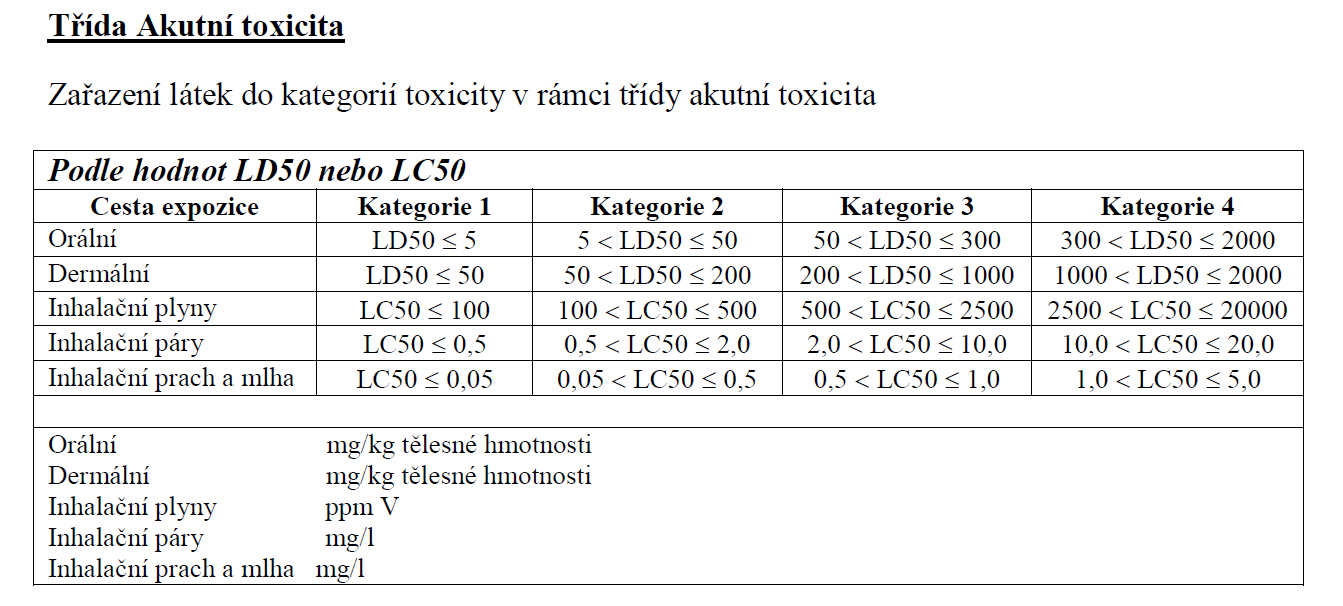 Třída Akutní toxicita
Zařazení látek do kategorií toxicity v rámci třídy akutní toxicita
Podle hodnot LD50 nebo LC50
Cesta expozice Kategorie 1 Kategorie 2 Kategorie 3 Kategorie 4
Orální LD50 ≤ 5 5 < LD50 ≤ 50 50 < LD50 ≤ 300 300 < LD50 ≤ 2000
Dermální LD50 ≤ 50 50 < LD50 ≤ 200 200 < LD50 ≤ 1000 1000 < LD50 ≤ 2000
Inhalační plyny LC50 ≤ 100 100 < LC50 ≤ 500 500 < LC50 ≤ 2500 2500 < LC50 ≤ 20000
Inhalační páry LC50 ≤ 0,5 0,5 < LC50 ≤ 2,0 2,0 < LC50 ≤ 10,0 10,0 < LC50 ≤ 20,0
Inhalační prach a mlha LC50 ≤ 0,05 0,05 < LC50 ≤ 0,5 0,5 < LC50 ≤ 1,0 1,0 < LC50 ≤ 5,0
Orální mg/kg tělesné hmotnosti
Dermální mg/kg tělesné hmotnosti
Inhalační plyny ppm V
Inhalační páry mg/l
Inhalační prach a mlha mg/l